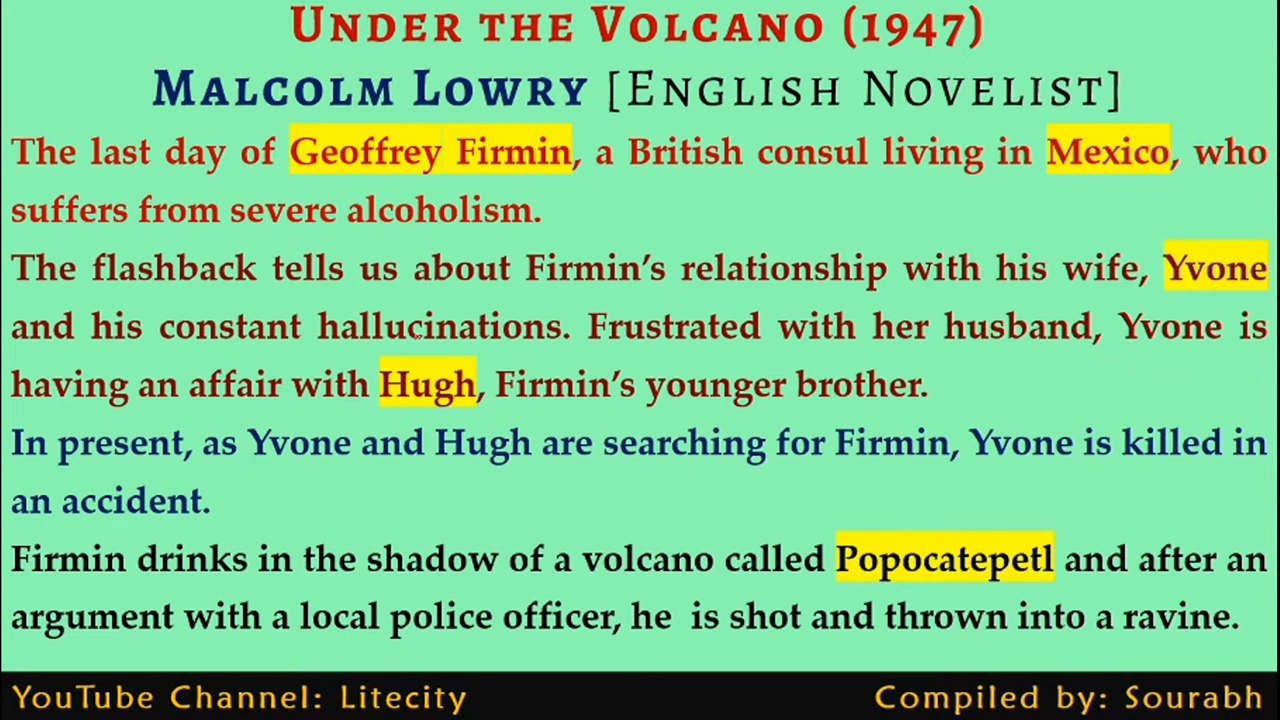 UNDER THE VOLCANO (1947)
MALCOLM LOWRY [ENGLISH NOVELIST]
The last day of Geoffrey Firmin, a British consul living in Mexico, who
suffers from severe alcoholism.
The flashback tells us about Firmin's relationship with his wife, Yvone
and his constant hallucinations. Frustrated with her husband, Yvone is
having an affair with Hugh, Firmin's younger brother.
In present, as Yvone and Hugh are searching for Firmin, Yvone is killed in
an accident.
Firmin drinks in the shadow of a volcano called Popocatepetl and after an
argument with a local police officer, he is shot and thrown into a ravine.
YouTube Channel: Litecity
Compiled by: Sourabh